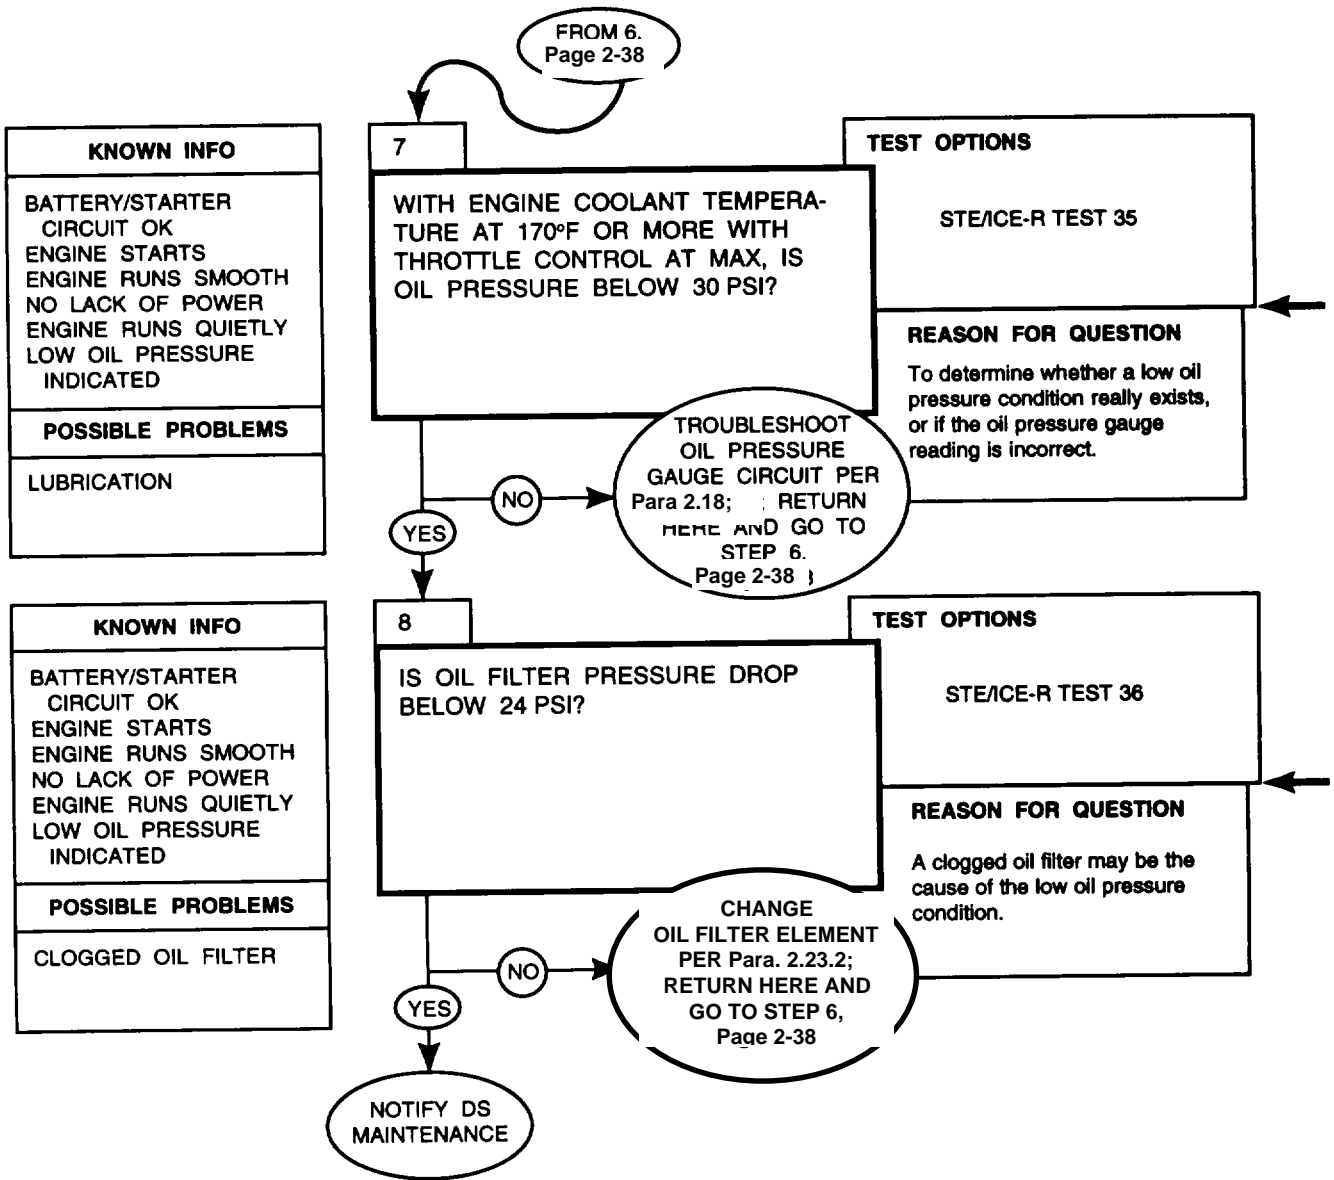 FROM 6.
Page 2-38
KNOWN INFO
BATTERY/STARTER
CIRCUIT OK
ENGINE STARTS
ENGINE RUNS SMOOTH
NO LACK OF POWER
ENGINE RUNS QUIETLY
LOW OIL PRESSURE
INDICATED
POSSIBLE PROBLEMS
LUBRICATION
7
WITH ENGINE COOLANT TEMPERA-
TURE AT 170°F OR MORE WITH
THROTTLE CONTROL AT MAX, IS
OIL PRESSURE BELOW 30 PSI?
TEST OPTIONS
STE/ICE-R TEST 35
REASON FOR QUESTION
To determine whether a low oil
pressure condition really exists,
or if the oil pressure gauge
reading is incorrect.
NO
TROUBLESHOOT
OIL PRESSURE
GAUGE CIRCUIT PER
Para 2.18; ; RETURN
HERE AND GO TO
STEP 6.
Page 2-38
YES
KNOWN INFO
BATTERY/STARTER
CIRCUIT OK
ENGINE STARTS
ENGINE RUNS SMOOTH
NO LACK OF POWER
ENGINE RUNS QUIETLY
LOW OIL PRESSURE
INDICATED
POSSIBLE PROBLEMS
CLOGGED OIL FILTER
8
IS OIL FILTER PRESSURE DROP
BELOW 24 PSI?
TEST OPTIONS
STE/ICE-R TEST 36
REASON FOR QUESTION
A clogged oil filter may be the
cause of the low oil pressure
condition.
NO
CHANGE
OIL FILTER ELEMENT
PER Para. 2.23.2;
RETURN HERE AND
GO TO STEP 6,
Page 2-38
YES
NOTIFY DS
MAINTENANCE